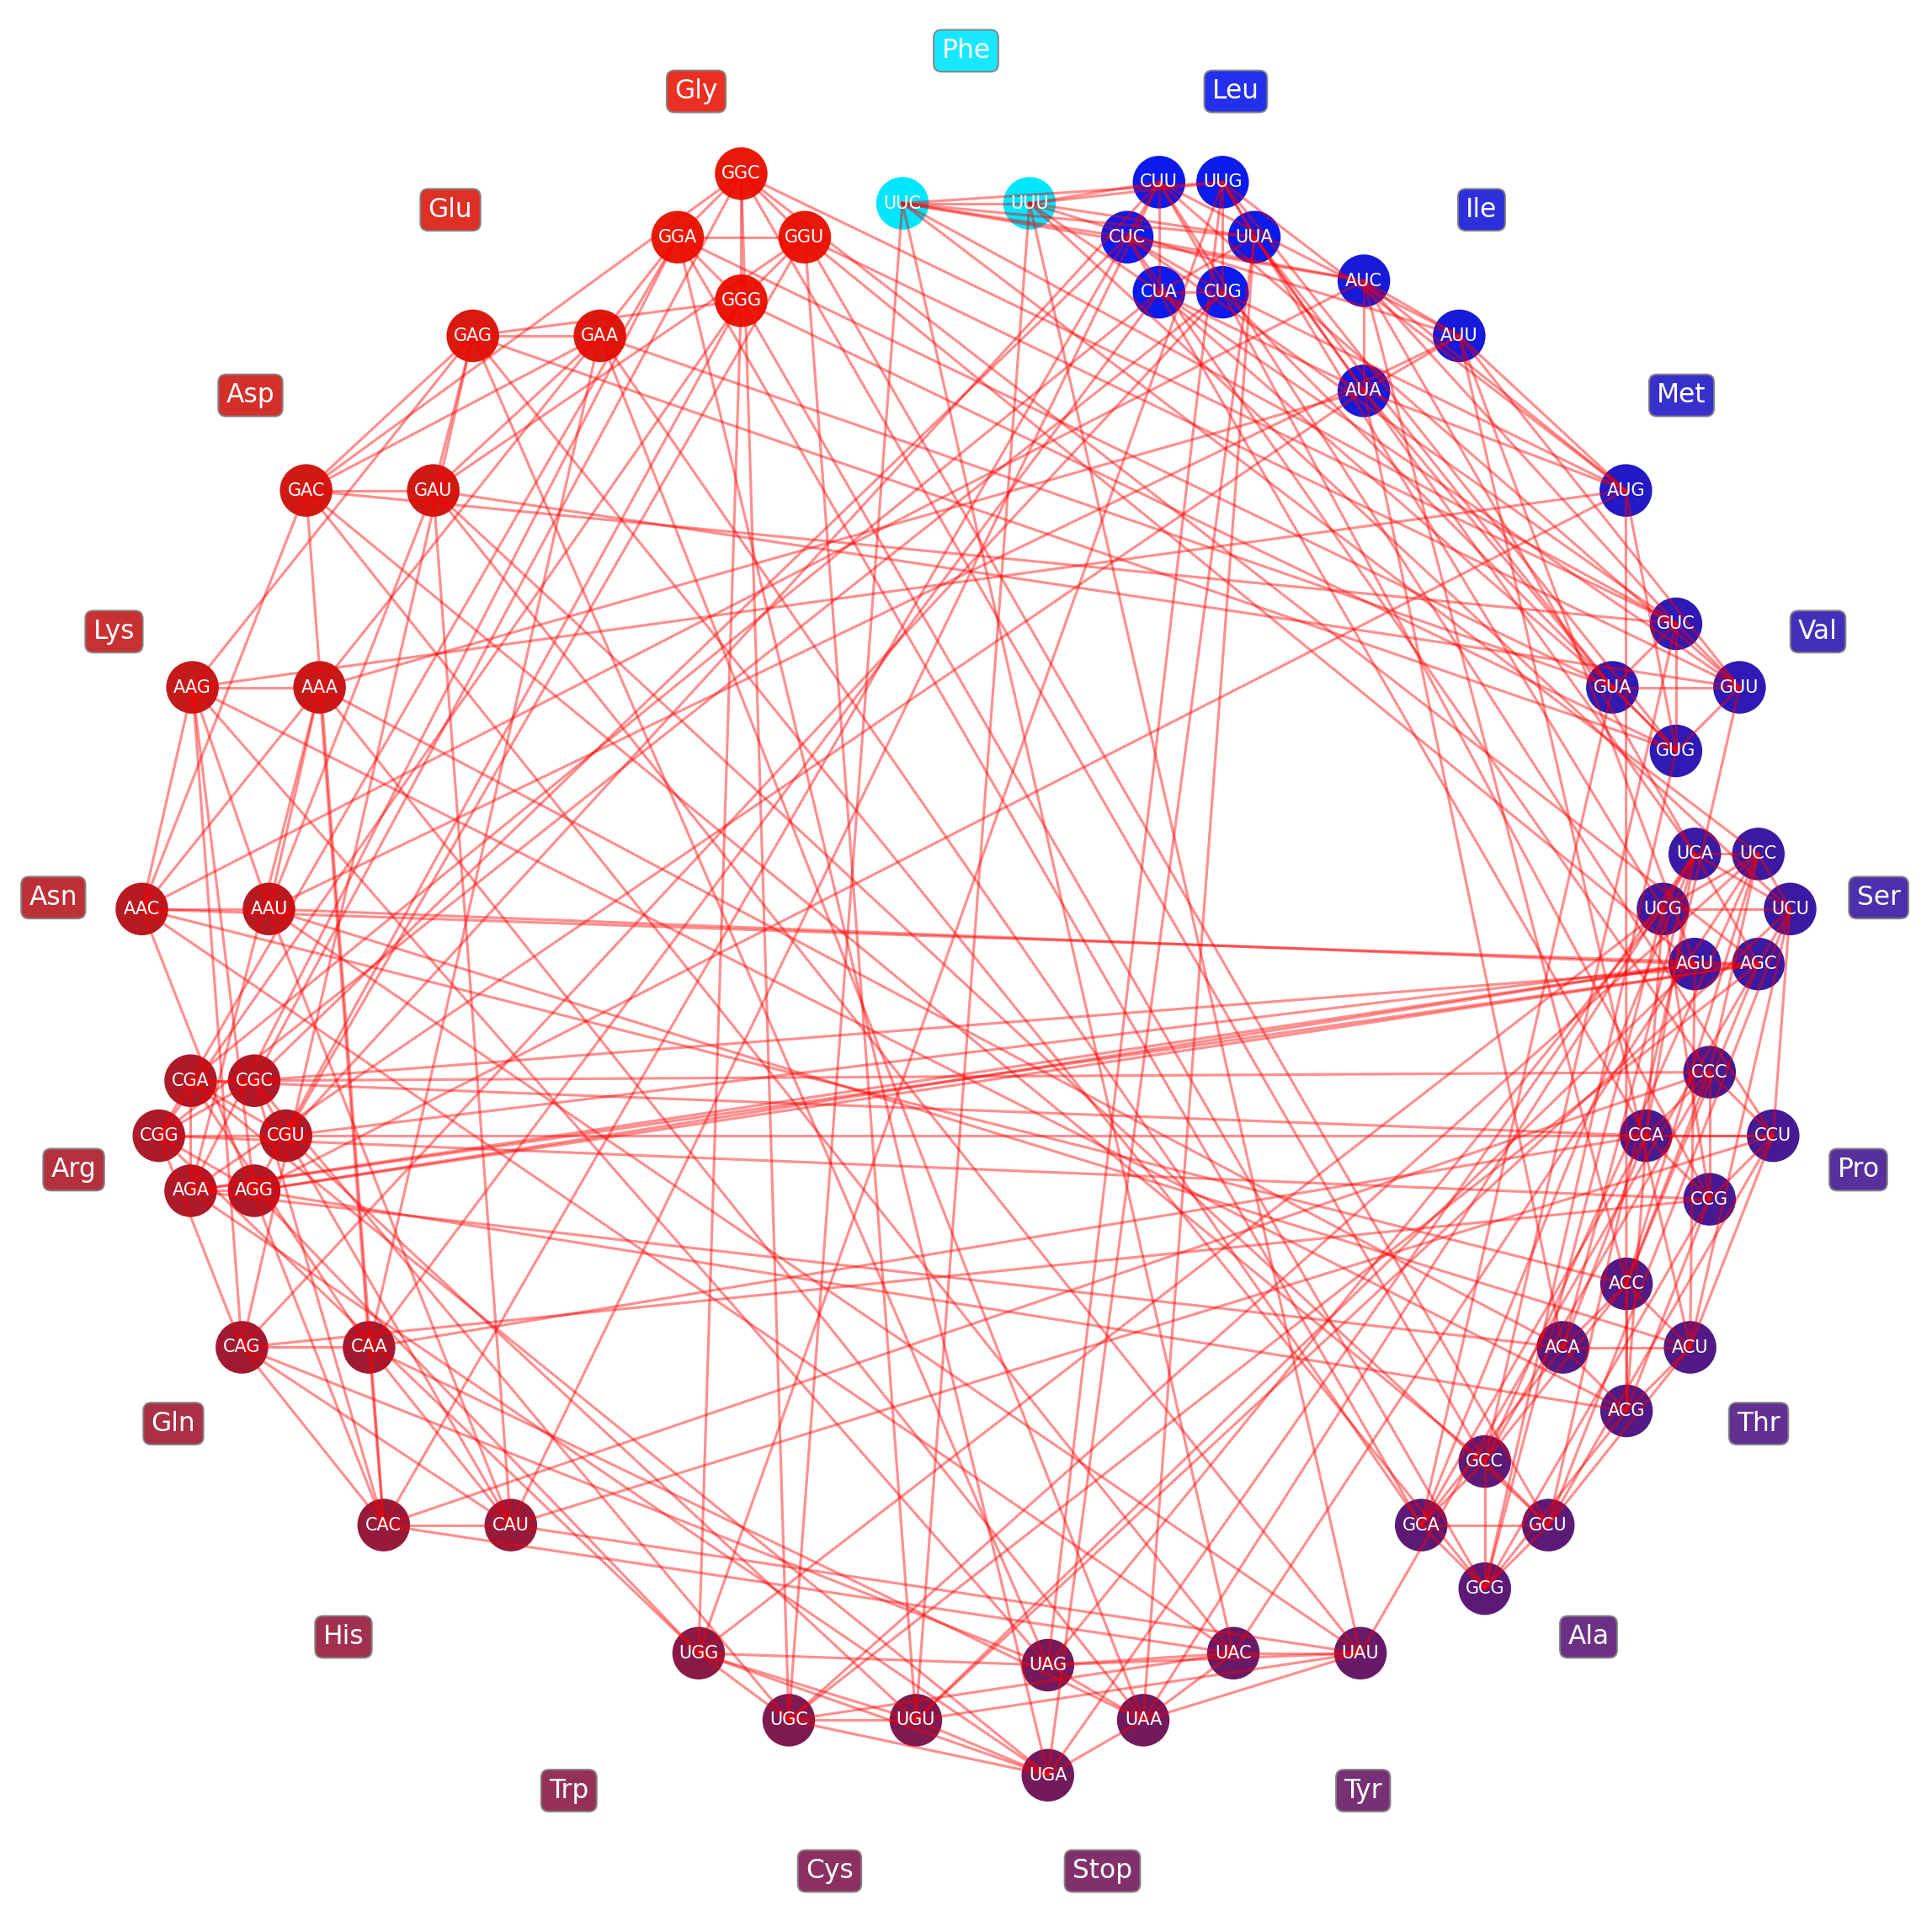 Phe
Gly
Leu
GGC
CUU
UUG
Glu
UUC
UUU
Ile
GGA
GGU
CUC
UUA
GGG
CUA
CUG
AUC
GAG
GAA
AUU
Asp
AUA
Met
GAC
GAU
AUG
GUC
Lys
Val
AAG
AAA
GUA
GUU
GUG
UCA
UCC
Asn
AAC
AAU
UCG
UCU
Ser
AGU
AGC
CGA
CGC
CCC
CGG
CGU
CCA
CCU
Arg
Pro
AGA
AGG
CCG
ACC
CAG
CAA
ACA
ACU
Gln
ACG
Thr
GCC
CAC
CAU
GCA
GCU
GCG
His
Ala
UGG
UAG
UAC
UAU
UGC
UGU
UAA
UGA
Trp
Tyr
Cys
Stop